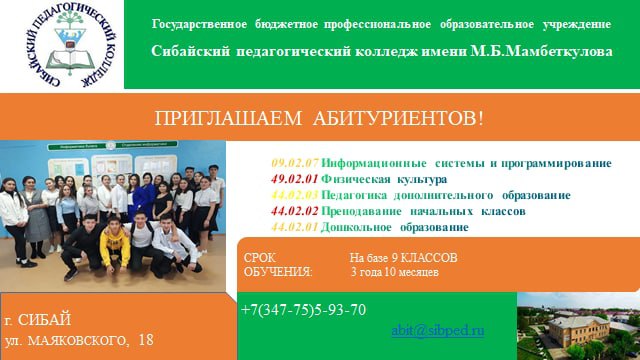 СИБАЙСКИЙ ПЕДАГОГИЧЕСКИЙ КОЛЛЕДЖ
Государственное бюджетное профессиональное образовательное учреждение
Сибайский педагогический колледж имени М.Б.Мамбеткулова
ПРИГЛАШАЕМ АБИТУРИЕНТОВ!
09.02.07 Информационные системы и программирование
49.02.01 Физическая культура
44.02.03 Педагогика дополнительного образование
44.02.02 Преподавание начальных классов
44.02.01 Дошкольное образование
СРОК На базе 9 КЛАССОВ
ОБУЧЕНИЯ: 3 года 10 месяцев
г. СИБАЙ
ул. МАЯКОВСКОГО, 18
+7(347-75)5-93-70
abit@sibped.ru